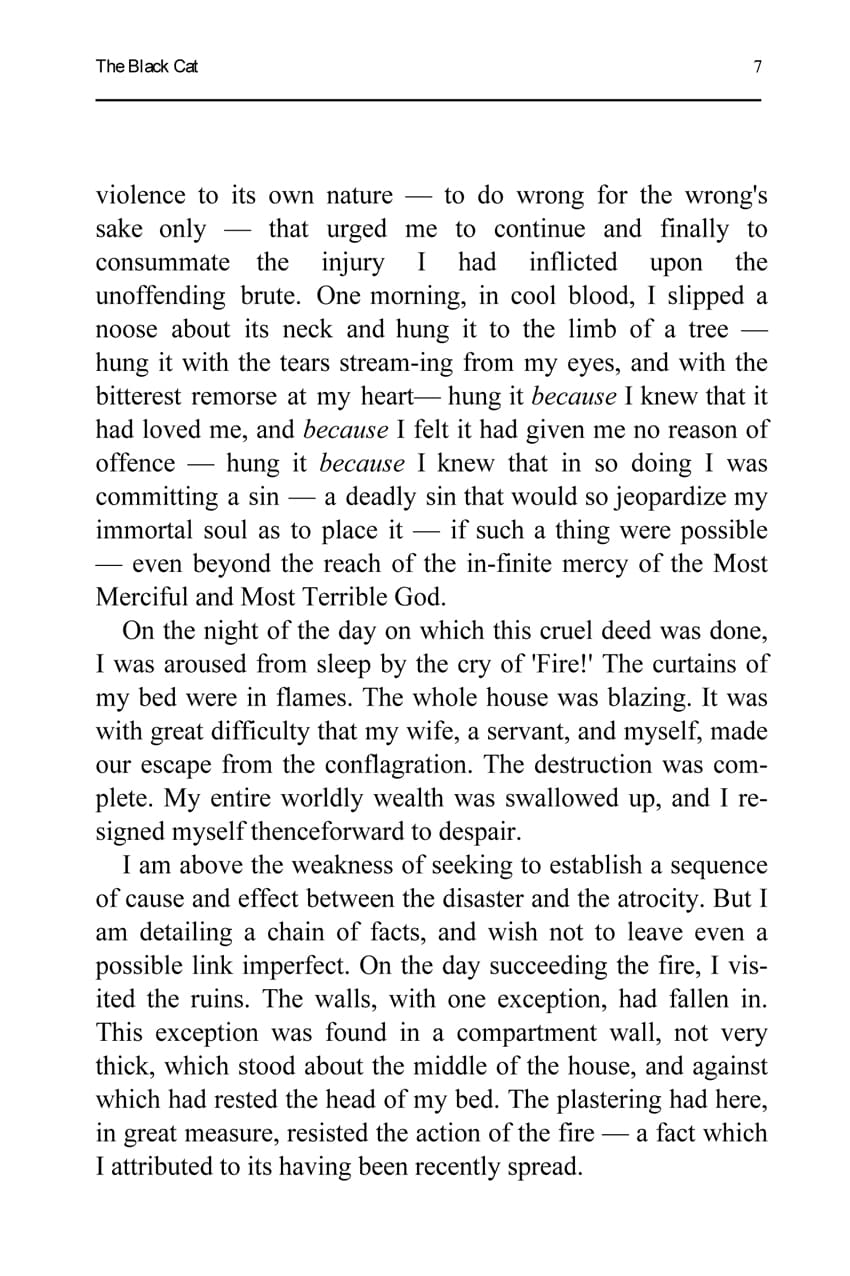 The Black Cat 7
violence to its own nature — to do wrong for the wrong's
sake only — that urged me to continue and finally to
consummate the injury I had inflicted upon the
unoffending brute. One morning, in cool blood, I slipped a
noose about its neck and hung it to the limb of a tree —
hung it with the tears stream-ing from my eyes, and with the
bitterest remorse at my heart— hung it because I knew that it
had loved me, and because I felt it had given me no reason of
offence — hung it because I knew that in so doing I was
committing a sin — a deadly sin that would so jeopardize my
immortal soul as to place it — if such a thing were possible
— even beyond the reach of the in-finite mercy of the Most
Merciful and Most Terrible God.
On the night of the day on which this cruel deed was done,
I was aroused from sleep by the cry of 'Fire!' The curtains of
my bed were in flames. The whole house was blazing. It was
with great difficulty that my wife, a servant, and myself, made
our escape from the conflagration. The destruction was com-
plete. My entire worldly wealth was swallowed up, and I re-
signed myself thenceforward to despair.
I am above the weakness of seeking to establish a sequence
of cause and effect between the disaster and the atrocity. But I
am detailing a chain of facts, and wish not to leave even a
possible link imperfect. On the day succeeding the fire, I vis-
ited the ruins. The walls, with one exception, had fallen in.
This exception was found in a compartment wall, not very
thick, which stood about the middle of the house, and against
which had rested the head of my bed. The plastering had here,
in great measure, resisted the action of the fire — a fact which
I attributed to its having been recently spread.